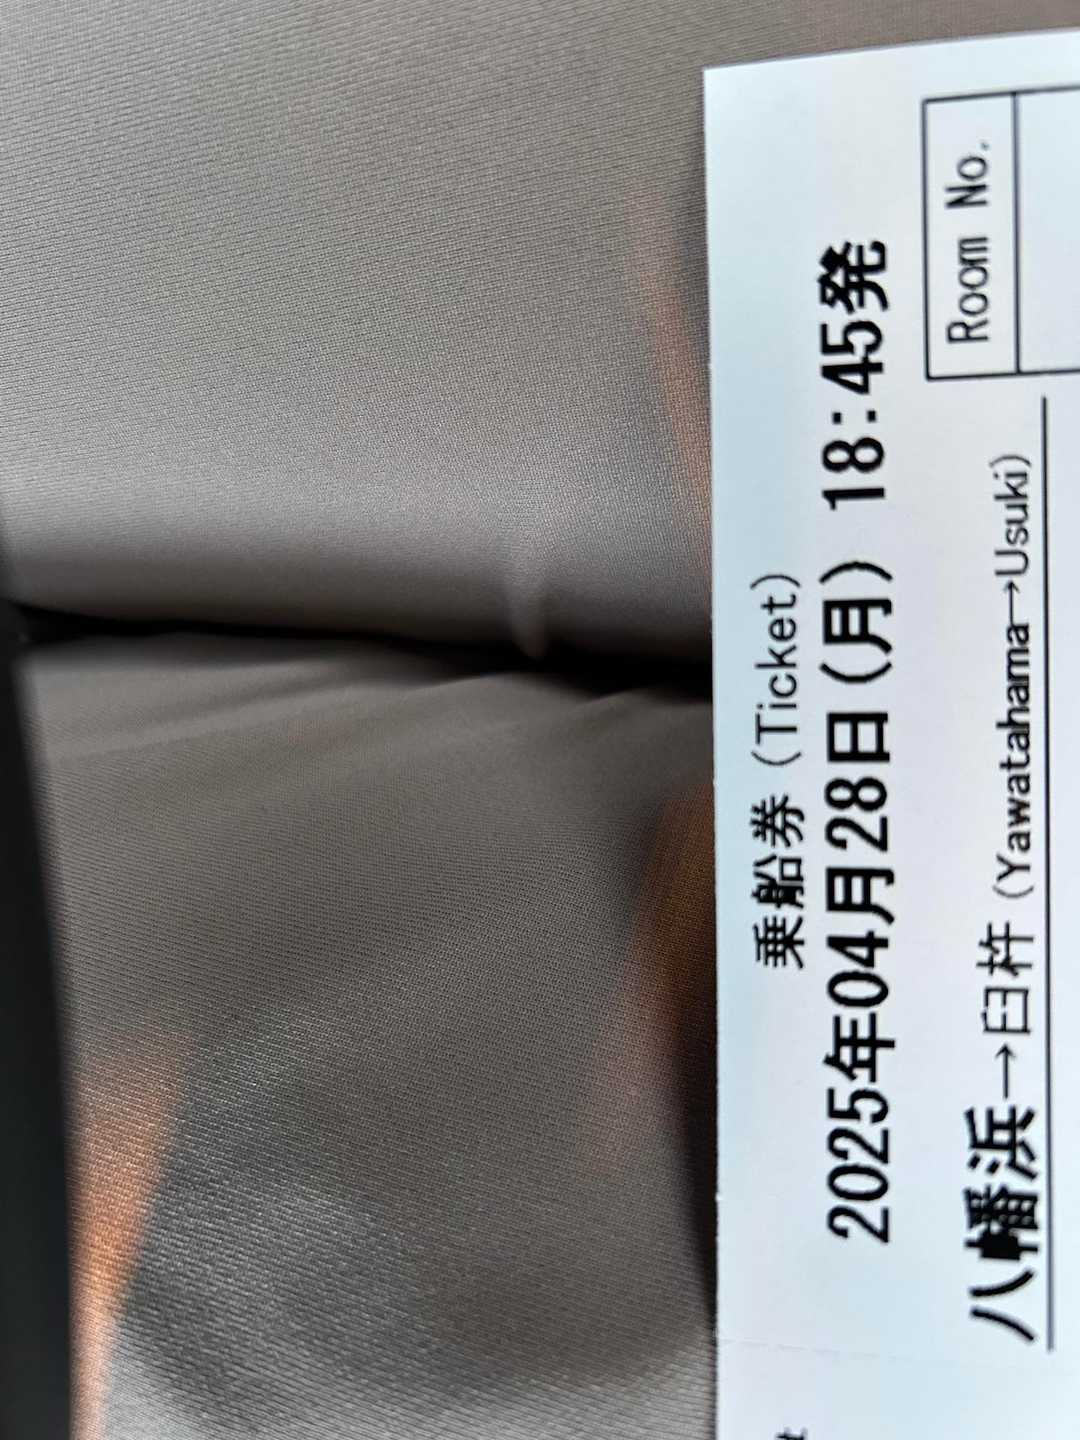 乗船券(Ticket)
2025年04月28日(月) 18:45発
八幡浜→臼杵(Yawatahama→Usuki)
Room No.